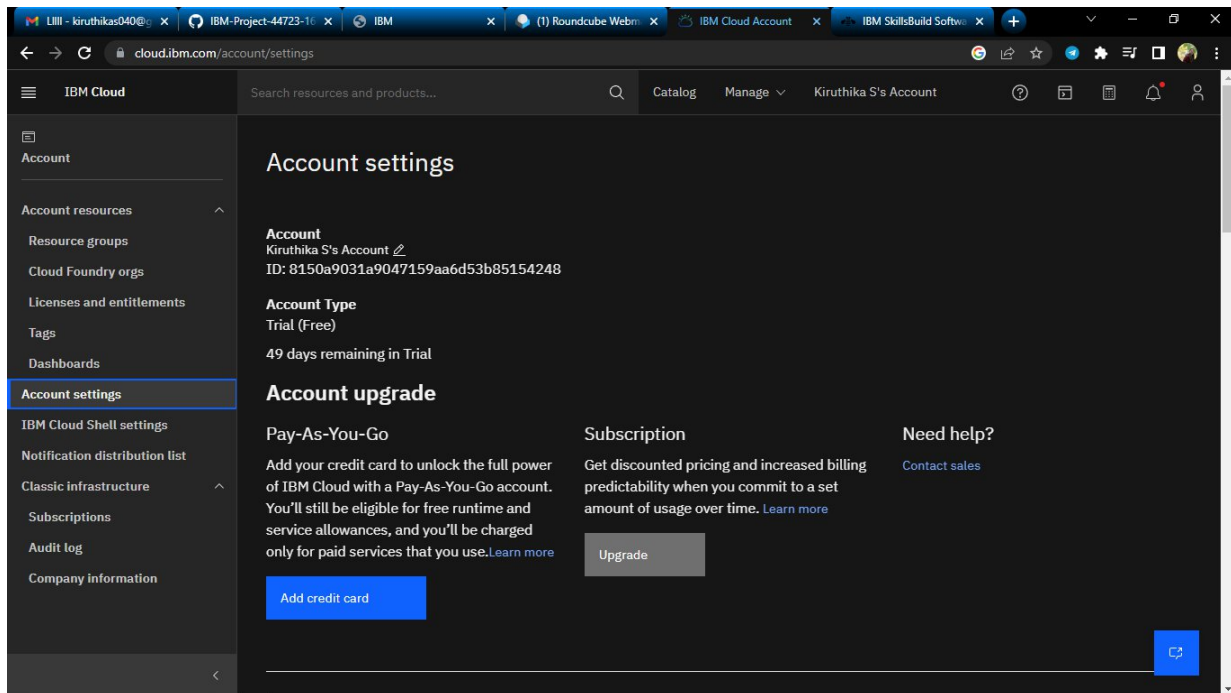 LIIII - kiruthikas040@g
IBM-Project-44723-16
IBM
(1) Roundcube Webm
IBM Cloud Account
IBM SkillsBuild Softwa
cloud.ibm.com/account/settings
IBM Cloud
Search resources and products...
Catalog
Manage
Kiruthika S's Account
Account
Account resources
Resource groups
Cloud Foundry orgs
Licenses and entitlements
Tags
Dashboards
Account settings
IBM Cloud Shell settings
Notification distribution list
Classic infrastructure
Subscriptions
Audit log
Company information
Account settings
Account
Kiruthika S's Account
ID: 8150a9031a9047159aa6d53b85154248
Account Type
Trial (Free)
49 days remaining in Trial
Account upgrade
Pay-As-You-Go
Add your credit card to unlock the full power
of IBM Cloud with a Pay-As-You-Go account.
You'll still be eligible for free runtime and
service allowances, and you'll be charged
only for paid services that you use.Learn more
Add credit card
Subscription
Get discounted pricing and increased billing
predictability when you commit to a set
amount of usage over time. Learn more
Upgrade
Need help?
Contact sales